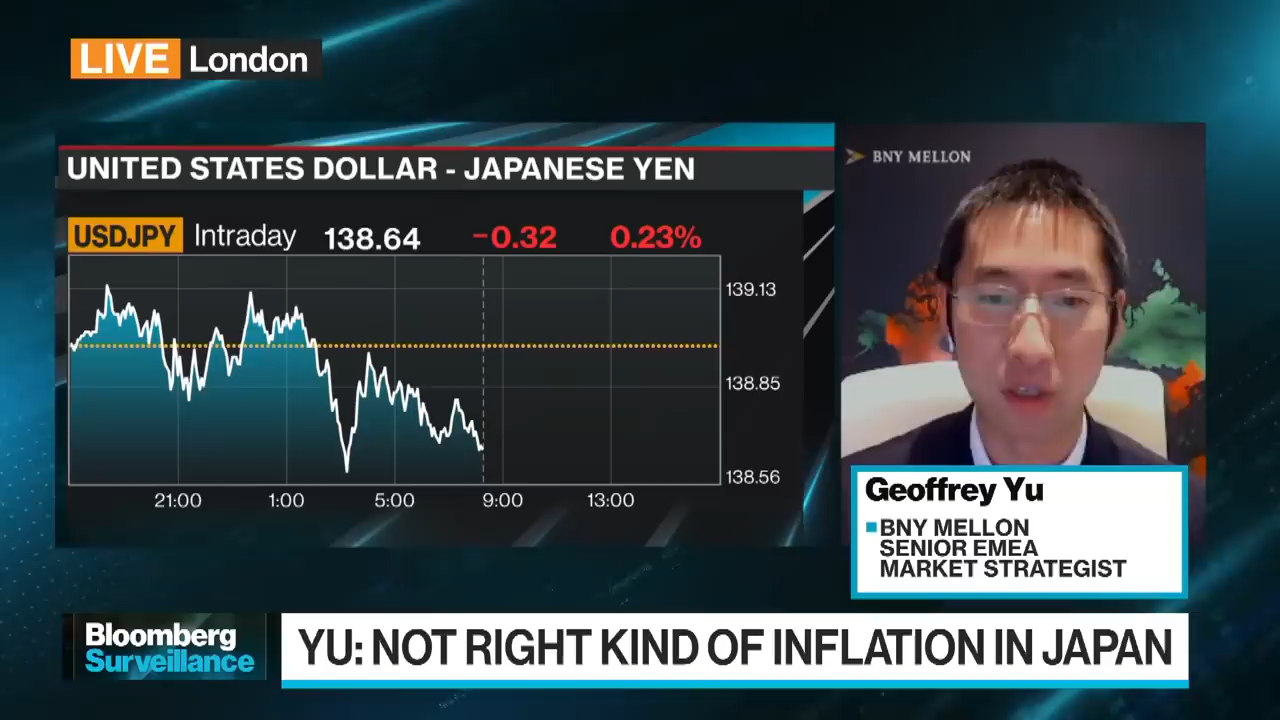 LIVE London
UNITED STATES DOLLAR - JAPANESE YEN
USDJPY Intraday 138.64 -0.32 0.23%
139.13
138.85
138.56
21:00 1:00 5:00 9:00 13:00
BNY MELLON
Geoffrey Yu
BNY MELLON
SENIOR EMEA
MARKET STRATEGIST
Bloomberg
Surveillance
YU: NOT RIGHT KIND OF INFLATION IN JAPAN